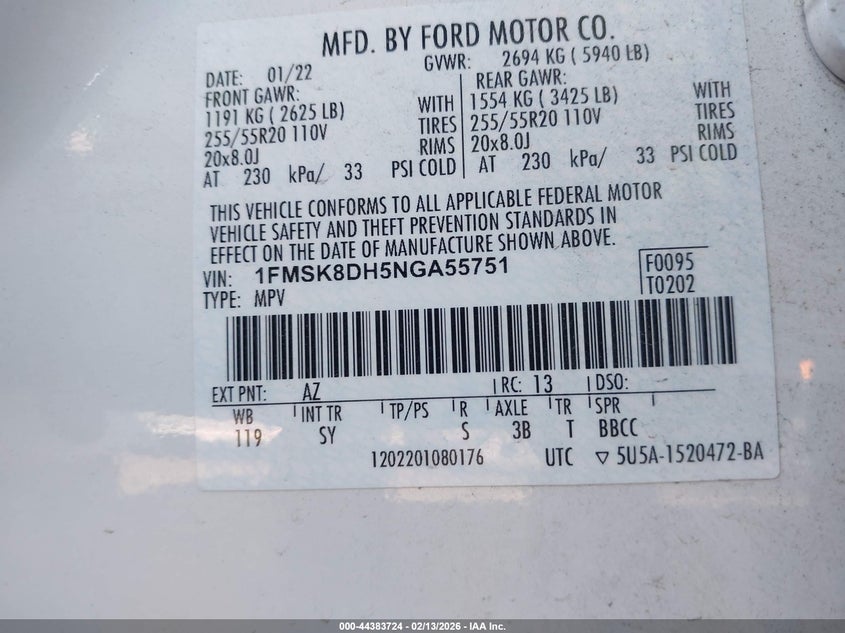 MFD. BY FORD MOTOR CO.
DATE: 01/22 GVWR: 2694 KG ( 5940 LB)
FRONT GAWR: REAR GAWR:
1191 KG ( 2625 LB) WITH 1554 KG ( 3425 LB) WITH
255/55R20 110V TIRES 255/55R20 110V TIRES
20x8.0J RIMS 20x8.0J RIMS
AT 230 kPa/ 33 PSI COLD AT 230 kPa/ 33 PSI COLD
THIS VEHICLE CONFORMS TO ALL APPLICABLE FEDERAL MOTOR
VEHICLE SAFETY AND THEFT PREVENTION STANDARDS IN
EFFECT ON THE DATE OF MANUFACTURE SHOWN ABOVE.
VIN: 1FMSK8DH5NGA55751 F0095
TYPE: MPV T0202
EXT PNT: AZ RC: 13 DSO:
WB INT TR TP/PS R AXLE TR SPR
119 SY S 3B T BBCC
1202201080176 UTC ▽ 5U5A-1520472-BA
000-44383724 - 02/13/2026 - IAA Inc.